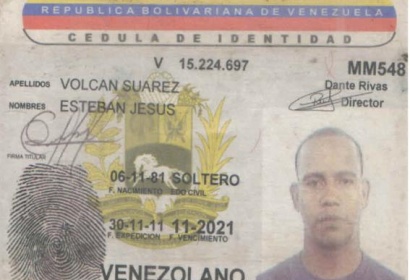 REPUBLICA BOLIVARIANA DE VENEZUELA
CEDULA DE IDENTIDAD
V 15.224.697
MM548
APELLIDOS VOLCAN SUAREZ
Dante Rivas
Director
NOMBRES ESTEBAN JESUS
FIRMA TITULAR
06-11-81 SOLTERO
F. NACIMIENTO EDO CIVIL
30-11-11 11-2021
F. EXPEDICION F. VENCIMIENTO
VENEZOLANO